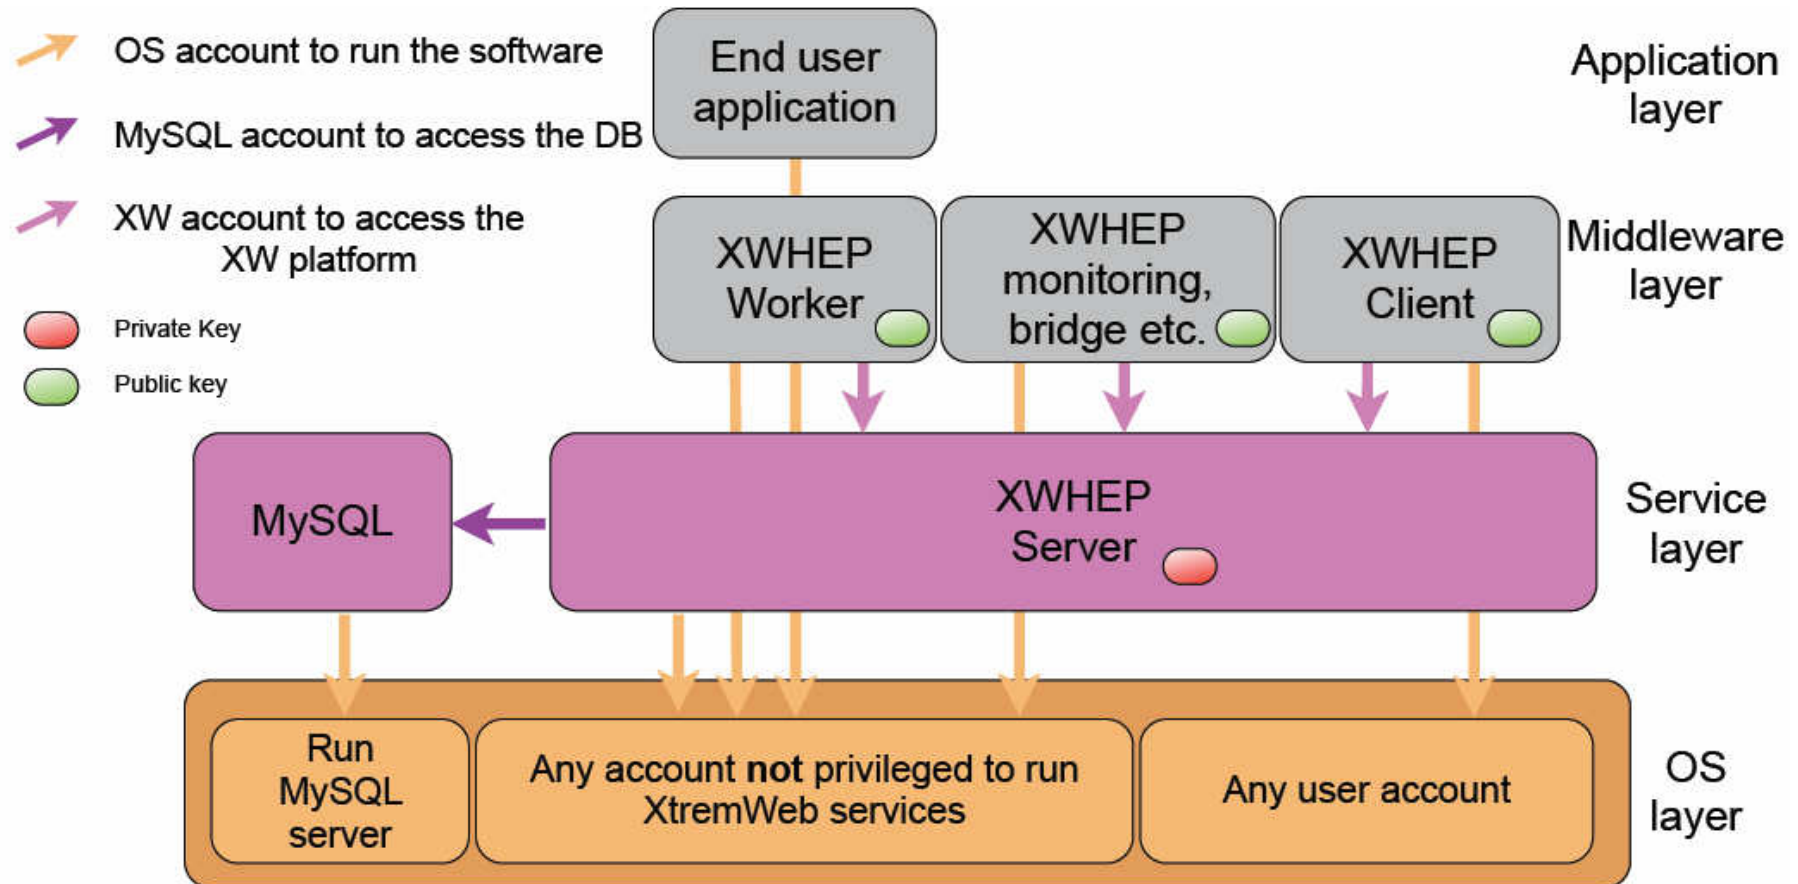 OS account to run the software
MySQL account to access the DB
XW account to access the
XW platform
Private Key
Public key
End user
application
Application
layer
XWHEP
Worker
XWHEP
monitoring,
bridge etc.
XWHEP
Client
Middleware
layer
MySQL
XWHEP
Server
Service
layer
Run
MySQL
server
Any account not privileged to run
XtremWeb services
Any user account
OS
layer